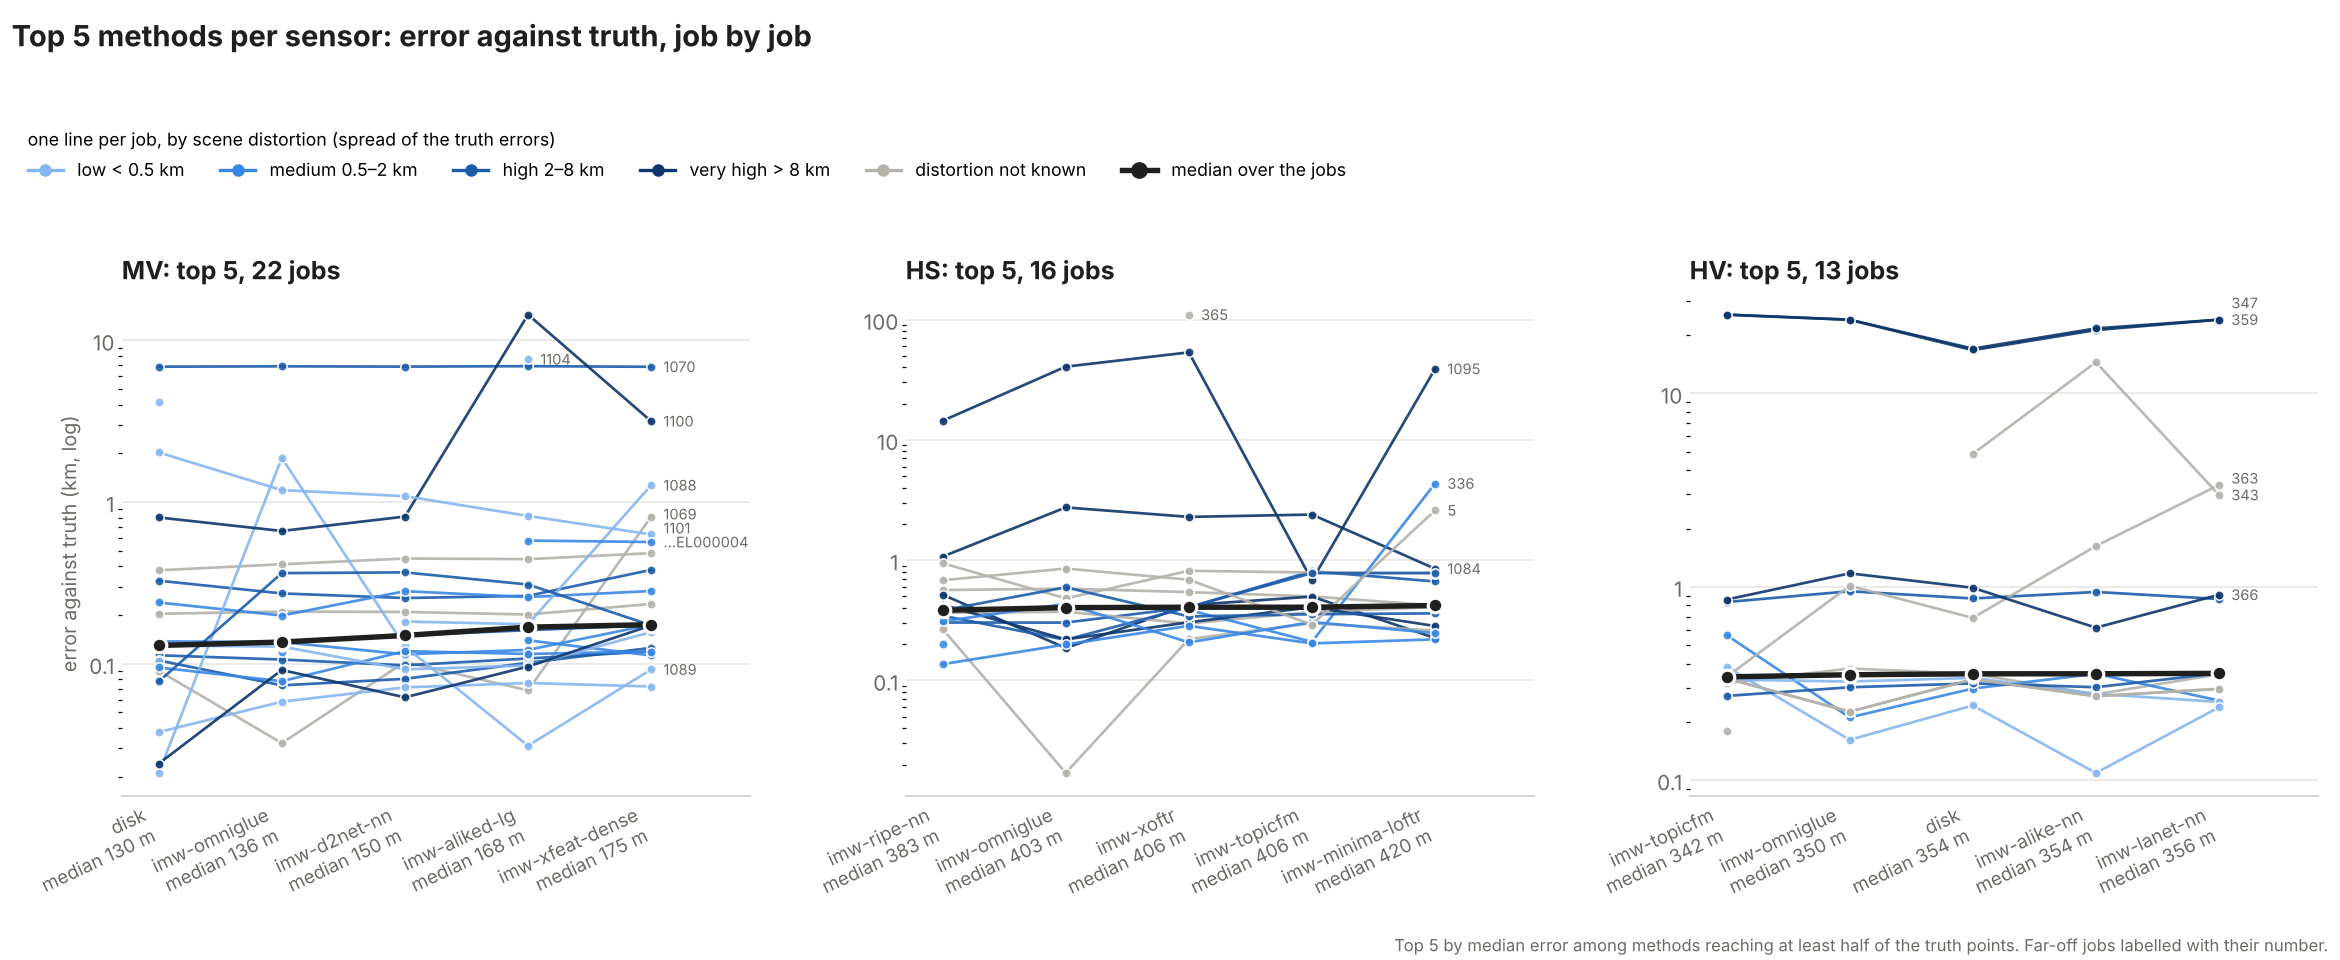 Top 5 methods per sensor: error against truth, job by job
one line per job, by scene distortion (spread of the truth errors)
low < 0.5 km
medium 0.5–2 km
high 2–8 km
very high > 8 km
distortion not known
median over the jobs
MV: top 5, 22 jobs
error against truth (km, log)
10
1
0.1
1104
1070
1100
1088
1069
1101
...EL000004
1089
disk
median 130 m
imw-omniglue
median 136 m
imw-d2net-nn
median 150 m
imw-aliked-lg
median 168 m
imw-xfeat-dense
median 175 m
HS: top 5, 16 jobs
100
10
1
0.1
365
1095
336
5
1084
imw-ripe-nn
median 383 m
imw-omniglue
median 403 m
imw-xoftr
median 406 m
imw-topicfm
median 406 m
imw-minima-loftr
median 420 m
HV: top 5, 13 jobs
10
1
0.1
347
359
363
343
366
imw-topicfm
median 342 m
imw-omniglue
median 350 m
disk
median 354 m
imw-alike-nn
median 354 m
imw-lanet-nn
median 356 m
Top 5 by median error among methods reaching at least half of the truth points. Far-off jobs labelled with their number.